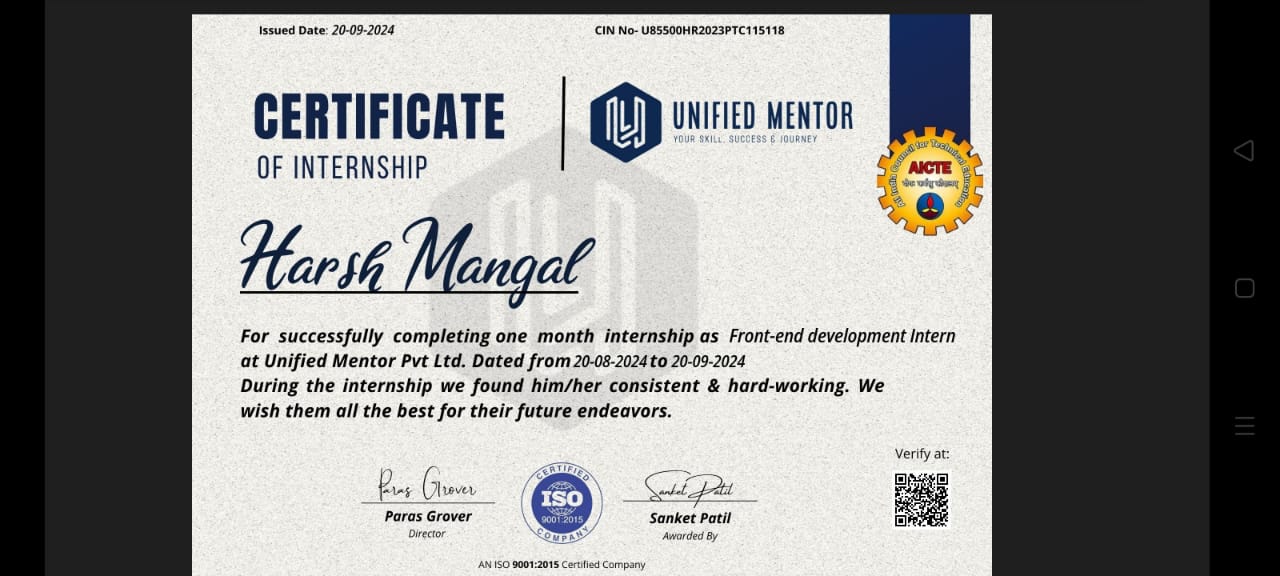 Issued Date: 20-09-2024
CIN No- U85500HR2023PTC115118
CERTIFICATE
OF INTERNSHIP
UNIFIED MENTOR
YOUR SKILL, SUCCESS & JOURNEY
All India Council for Technical Education
AICTE
Harsh Mangal
For successfully completing one month internship as Front-end development Intern
at Unified Mentor Pvt Ltd. Dated from 20-08-2024 to 20-09-2024
During the internship we found him/her consistent & hard-working. We
wish them all the best for their future endeavors.
Verify at:
Paras Grover
Sanket Patil
CERTIFIED
ISO
9001:2015
COMPANY
Paras Grover
Director
Sanket Patil
Awarded By
AN ISO 9001:2015 Certified Company